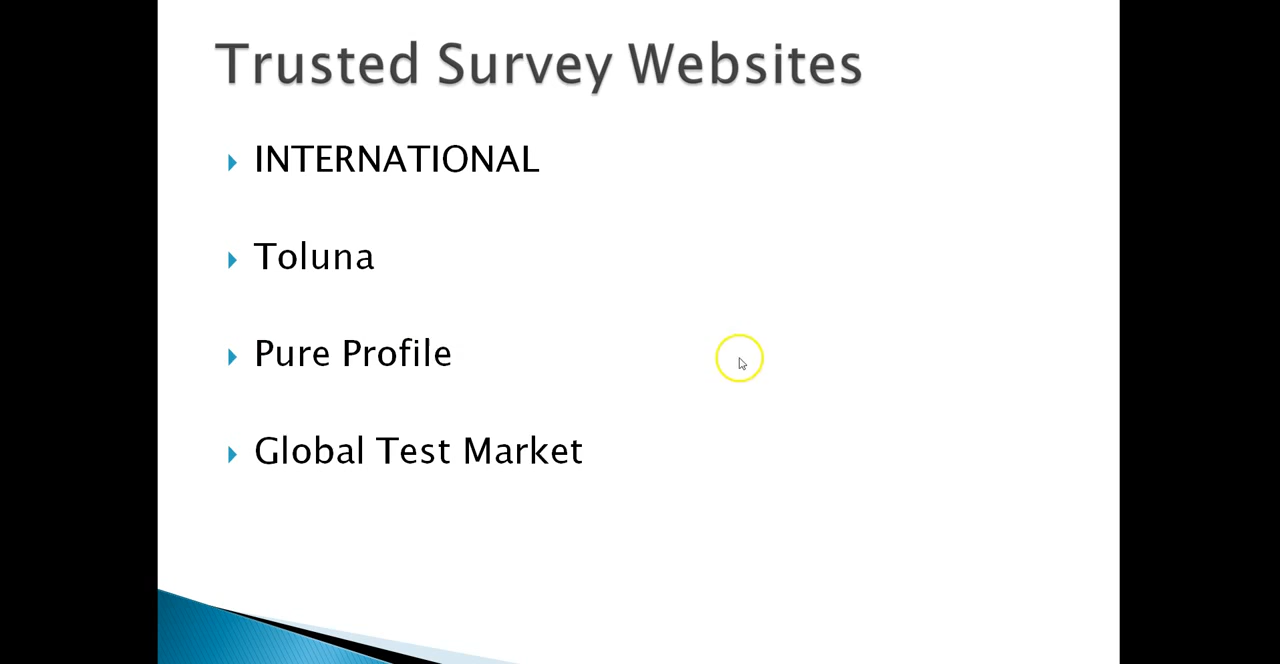 Trusted Survey Websites
INTERNATIONAL
Toluna
Pure Profile
Global Test Market